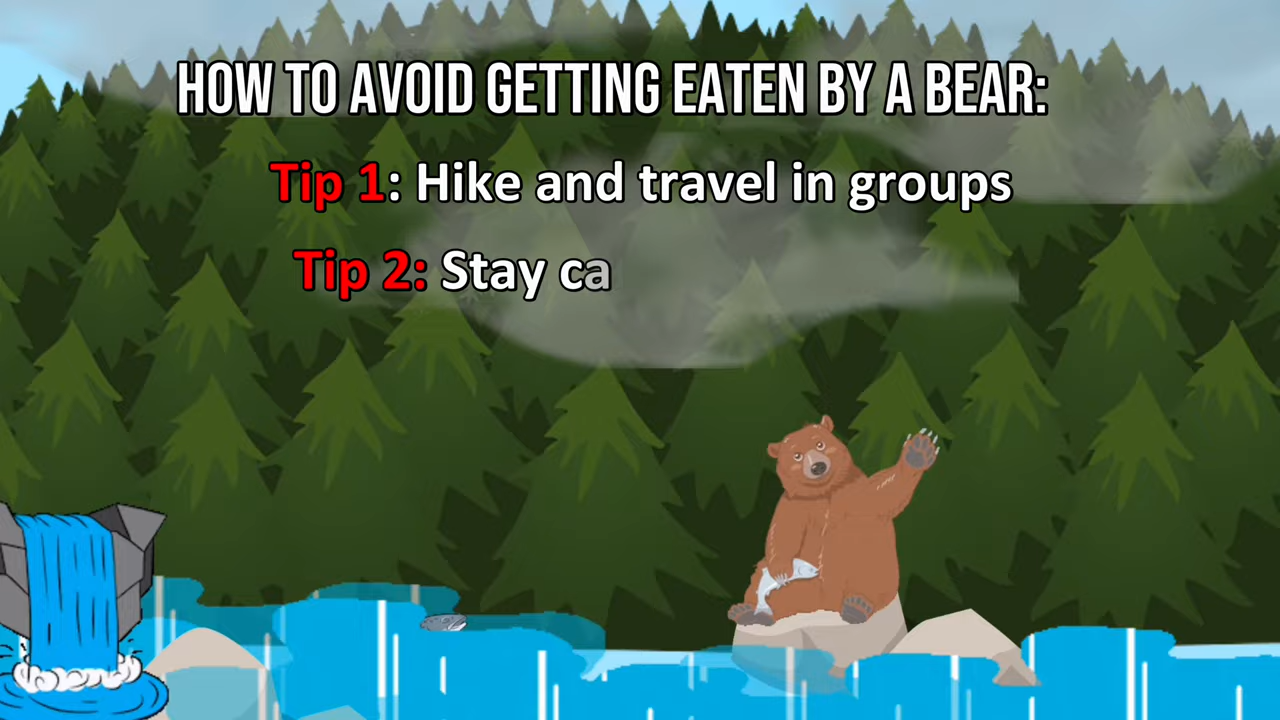 HOW TO AVOID GETTING EATEN BY A BEAR:
Tip 1: Hike and travel in groups
Tip 2: Stay ca